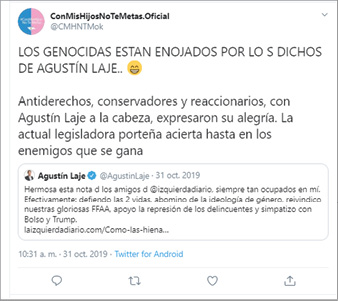 ConMisHijosNoTeMetas.Oficial
@CMHNTMok
LOS GENOCIDAS ESTAN ENOJADOS POR LO S DICHOS
DE AGUSTÍN LAJE.. 😄
Antiderechos, conservadores y reaccionarios, con
Agustín Laje a la cabeza, expresaron su alegría. La
actual legisladora porteña acierta hasta en los
enemigos que se gana
Agustín Laje @AgustinLaje · 31 oct. 2019
Hermosa esta nota d los amigos d @izquierdadiario, siempre tan ocupados en mí.
Efectivamente: defiendo las 2 vidas, abomino de la ideología de género, reivindico
nuestras gloriosas FFAA, apoyo la represión de los delincuentes y simpatizo con
Bolso y Trump.
laizquierdadiario.com/Como-las-hiena...
10:31 a. m. · 31 oct. 2019 · Twitter for Android